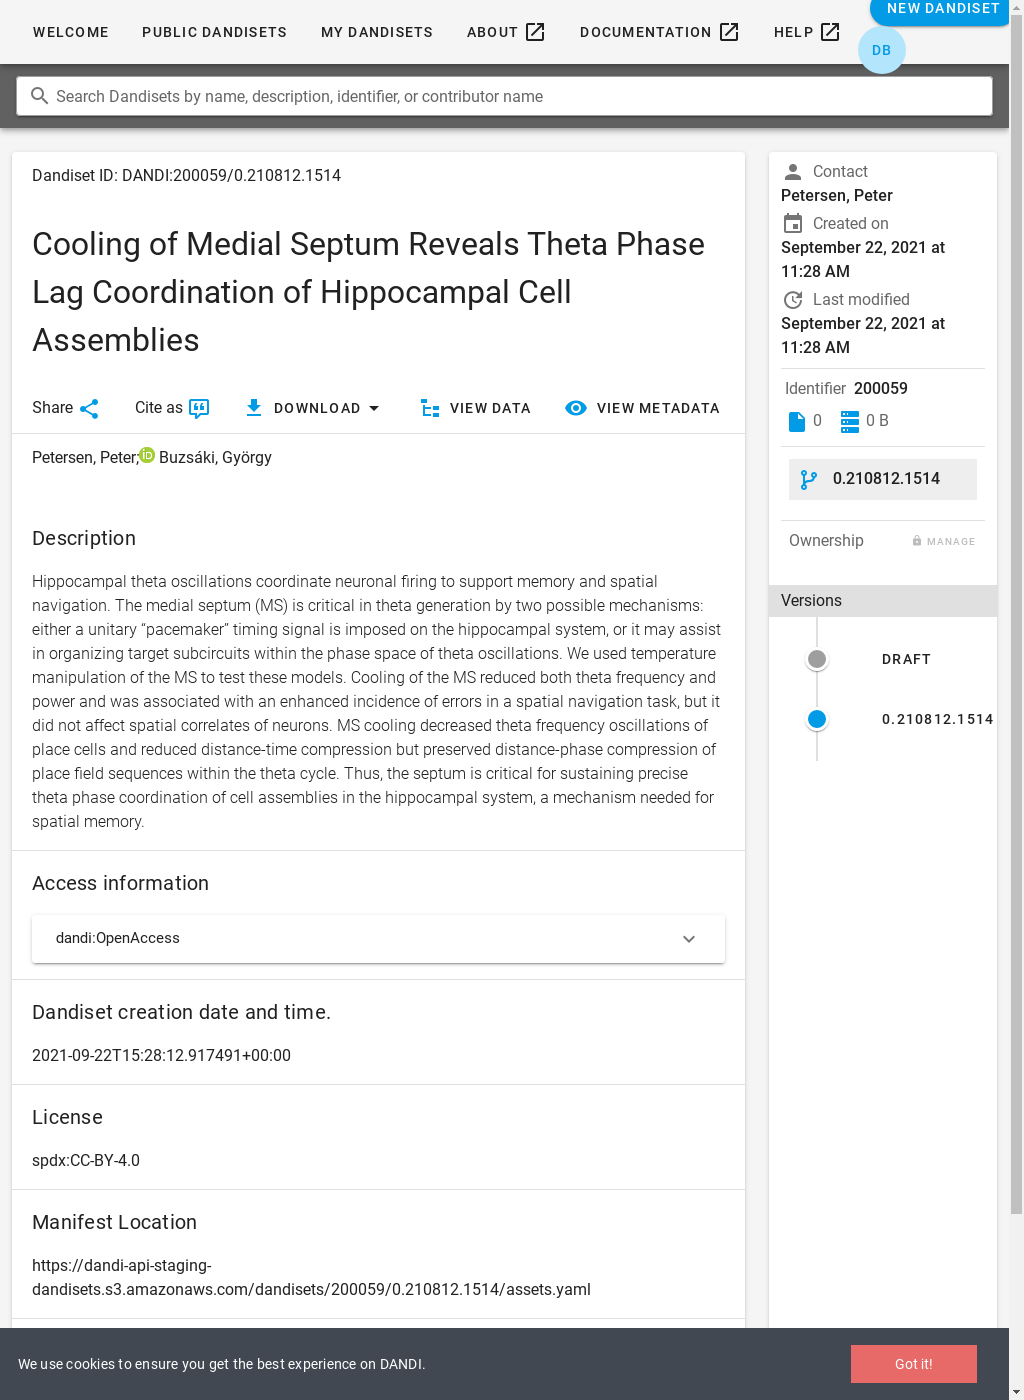 WELCOME PUBLIC DANDISETS MY DANDISETS ABOUT DOCUMENTATION HELP NEW DANDISET
DB
Search Dandisets by name, description, identifier, or contributor name
Dandiset ID: DANDI:200059/0.210812.1514
Cooling of Medial Septum Reveals Theta Phase
Lag Coordination of Hippocampal Cell
Assemblies
Share Cite as DOWNLOAD VIEW DATA VIEW METADATA
Petersen, Peter; iD Buzsáki, György
Description
Hippocampal theta oscillations coordinate neuronal firing to support memory and spatial
navigation. The medial septum (MS) is critical in theta generation by two possible mechanisms:
either a unitary “pacemaker” timing signal is imposed on the hippocampal system, or it may assist
in organizing target subcircuits within the phase space of theta oscillations. We used temperature
manipulation of the MS to test these models. Cooling of the MS reduced both theta frequency and
power and was associated with an enhanced incidence of errors in a spatial navigation task, but it
did not affect spatial correlates of neurons. MS cooling decreased theta frequency oscillations of
place cells and reduced distance-time compression but preserved distance-phase compression of
place field sequences within the theta cycle. Thus, the septum is critical for sustaining precise
theta phase coordination of cell assemblies in the hippocampal system, a mechanism needed for
spatial memory.
Access information
dandi:OpenAccess
Dandiset creation date and time.
2021-09-22T15:28:12.917491+00:00
License
spdx:CC-BY-4.0
Manifest Location
https://dandi-api-staging-
dandisets.s3.amazonaws.com/dandisets/200059/0.210812.1514/assets.yaml
Contact
Petersen, Peter
Created on
September 22, 2021 at
11:28 AM
Last modified
September 22, 2021 at
11:28 AM
Identifier 200059
0 0 B
0.210812.1514
Ownership MANAGE
Versions
DRAFT
0.210812.1514
We use cookies to ensure you get the best experience on DANDI.
Got it!